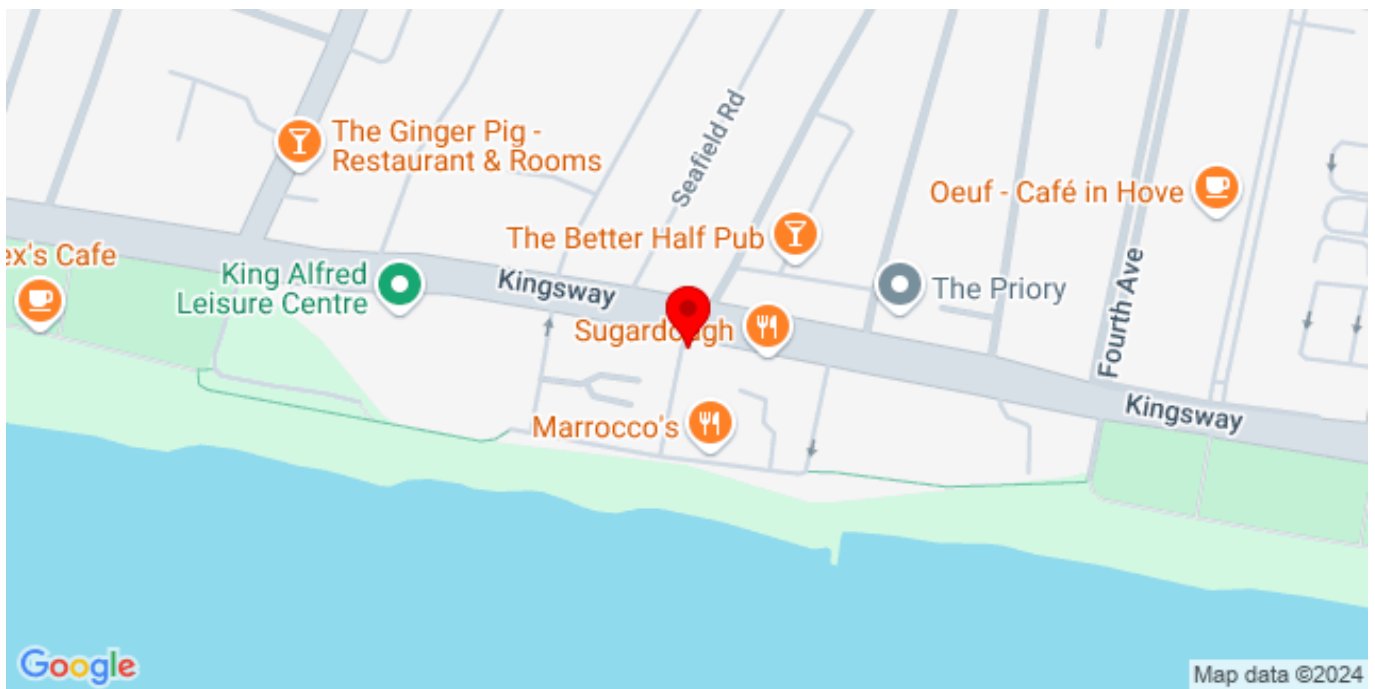 The Ginger Pig -
Restaurant & Rooms
Seafield Rd
Oeuf - Café in Hove
The Better Half Pub
ex's Cafe
King Alfred
Leisure Centre
Kingsway
The Priory
Sugardough
Fourth Ave
Kingsway
Marrocco's
Google
Map data ©2024